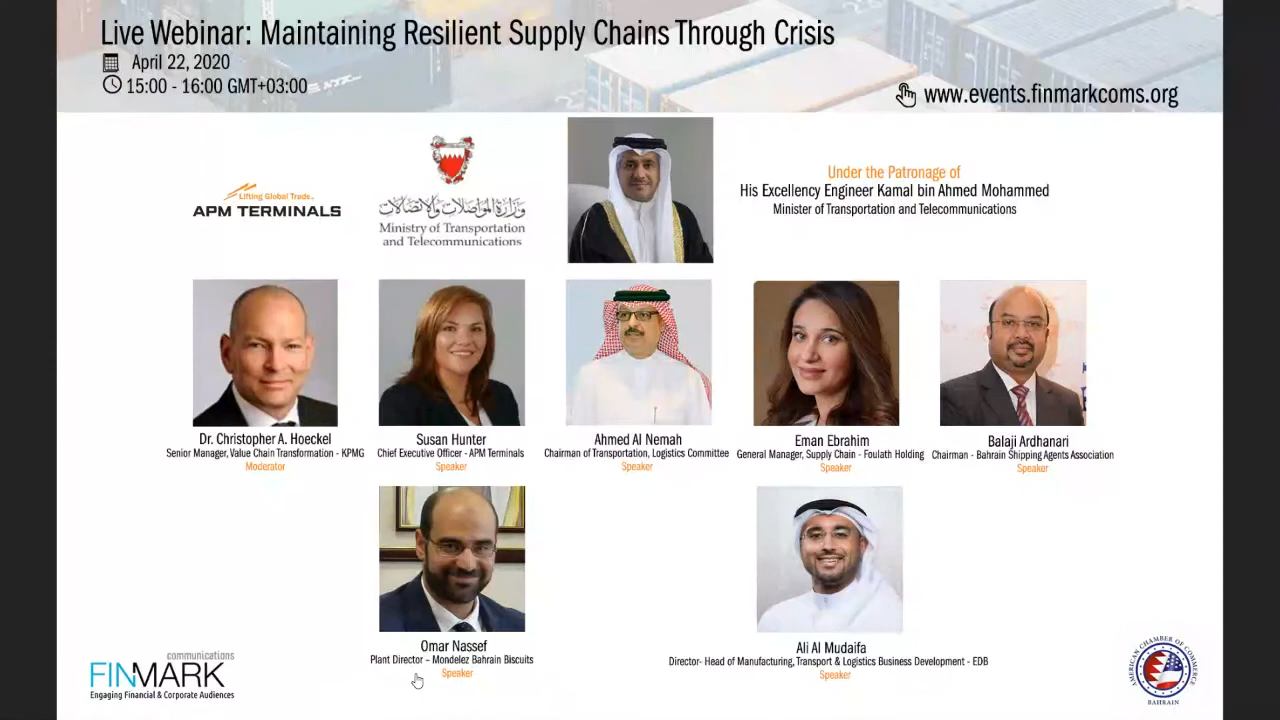 Live Webinar: Maintaining Resilient Supply Chains Through Crisis
April 22, 2020
15:00 - 16:00 GMT+03:00
www.events.finmarkcoms.org
Lifting Global Trade.
APM TERMINALS
وزارة المواصلات والاتصالات
Ministry of Transportation
and Telecommunications
Under the Patronage of
His Excellency Engineer Kamal bin Ahmed Mohammed
Minister of Transportation and Telecommunications
Dr. Christopher A. Hoeckel
Senior Manager, Value Chain Transformation - KPMG
Moderator
Susan Hunter
Chief Executive Officer - APM Terminals
Speaker
Ahmed Al Nemah
Chairman of Transportation, Logistics Committee
Speaker
Eman Ebrahim
General Manager, Supply Chain - Foulath Holding
Speaker
Balaji Ardhanari
Chairman - Bahrain Shipping Agents Association
Speaker
Omar Nassef
Plant Director – Mondelez Bahrain Biscuits
Speaker
Ali Al Mudaifa
Director- Head of Manufacturing, Transport & Logistics Business Development - EDB
Speaker
communications
FINMARK
Engaging Financial & Corporate Audiences
AMERICAN CHAMBER OF COMMERCE
BAHRAIN